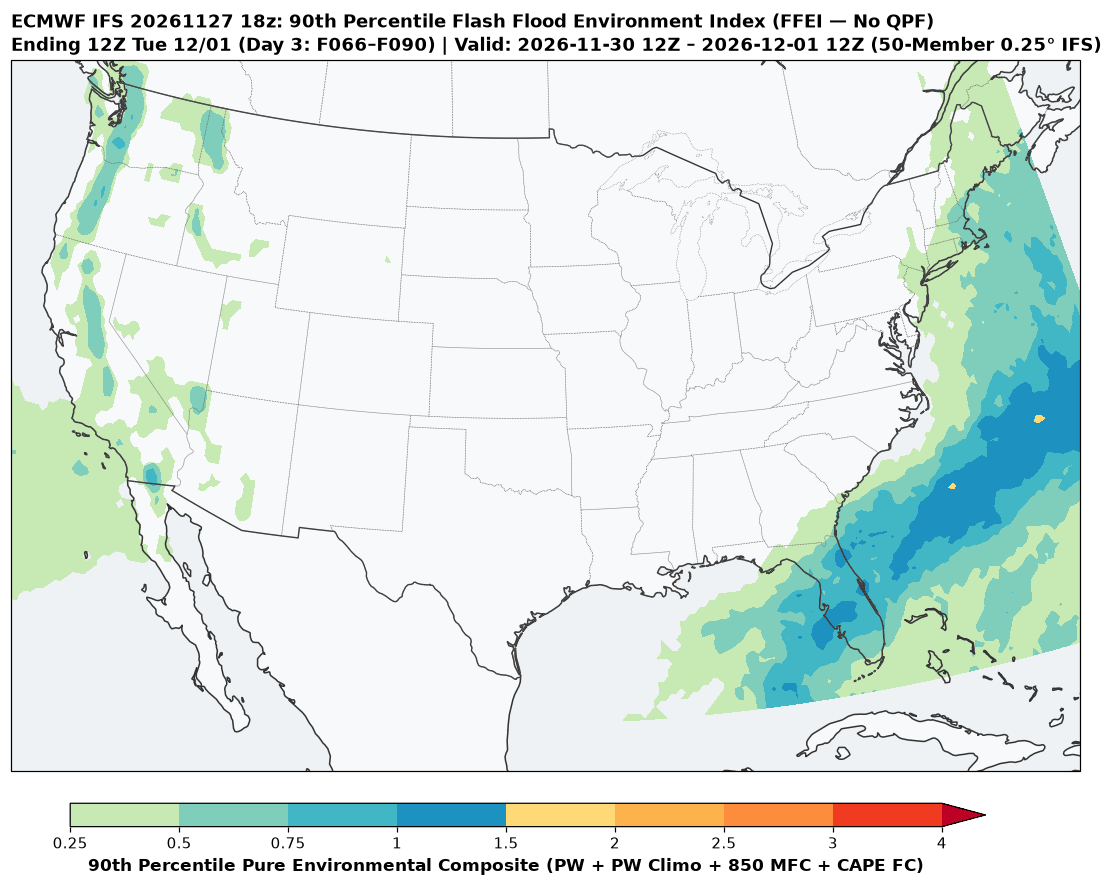 ECMWF IFS 20261127 18z: 90th Percentile Flash Flood Environment Index (FFEI — No QPF)
Ending 12Z Tue 12/01 (Day 3: F066–F090) | Valid: 2026-11-30 12Z – 2026-12-01 12Z (50-Member 0.25° IFS)
0.25 0.5 0.75 1 1.5 2 2.5 3 4
90th Percentile Pure Environmental Composite (PW + PW Climo + 850 MFC + CAPE FC)